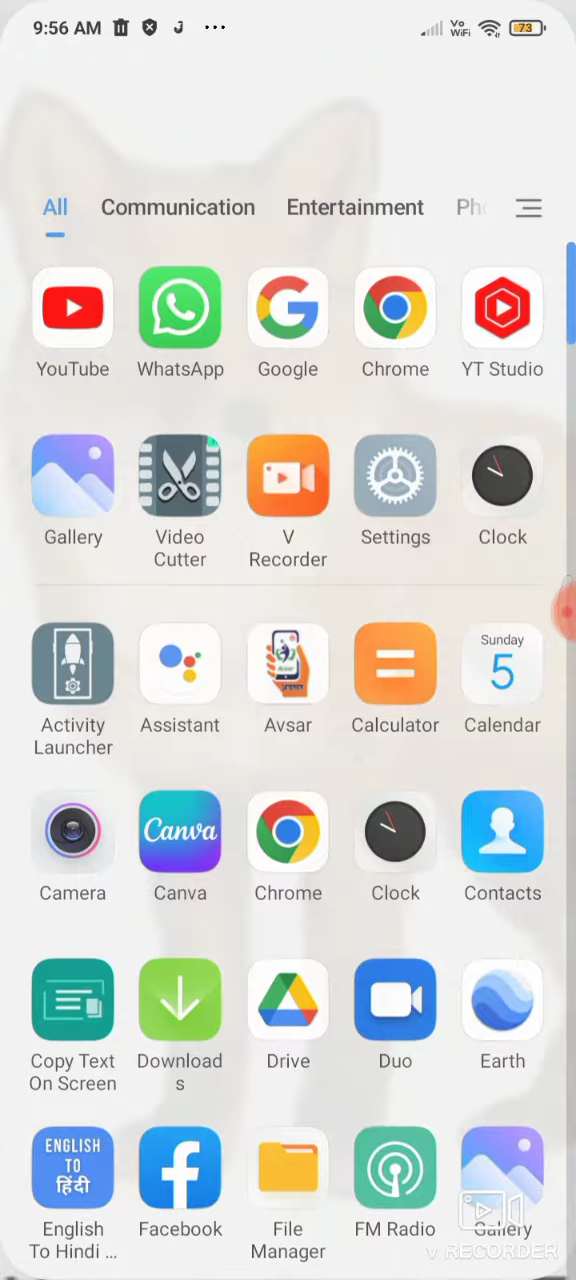 9:56 AM
Vo
WiFi
73
All Communication Entertainment
YouTube WhatsApp Google Chrome YT Studio
Gallery Video Cutter V Recorder Settings Clock
Sunday
5
Activity Launcher Assistant Avsar Calculator Calendar
Canva
Camera Canva Chrome Clock Contacts
Copy Text On Screen Downloads Drive Duo Earth
ENGLISH
TO
हिंदी
English To Hindi ... Facebook File Manager FM Radio Gallery
V RECORDER